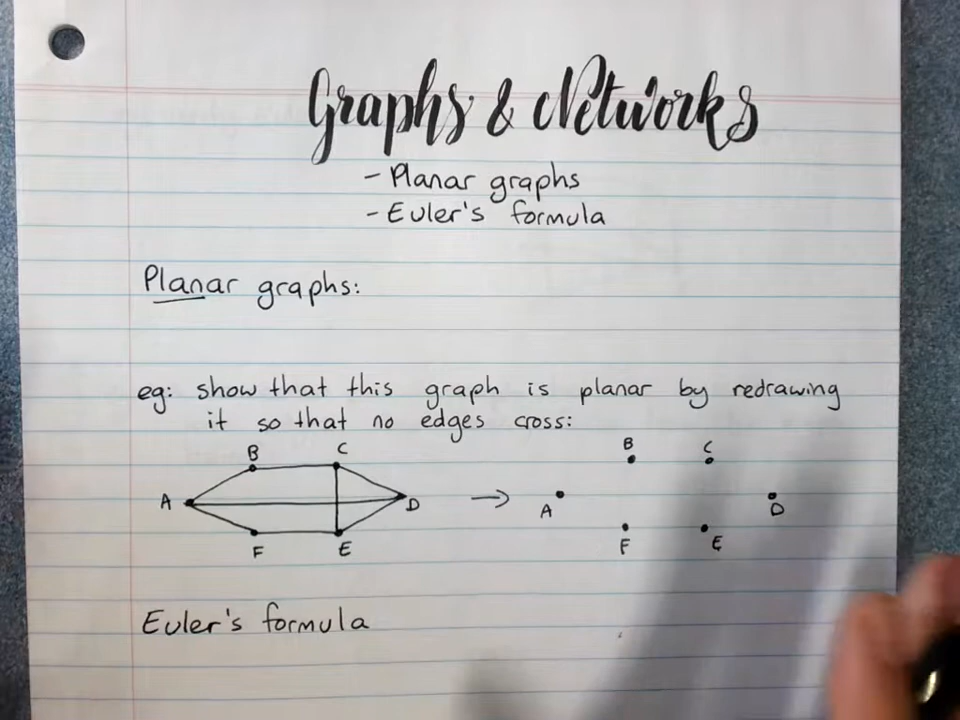 Graphs & Networks
- Planar graphs
- Euler's formula
Planar graphs:
eg: show that this graph is planar by redrawing
it so that no edges cross:
B C B C
A D → A D
F E F E
Euler's formula